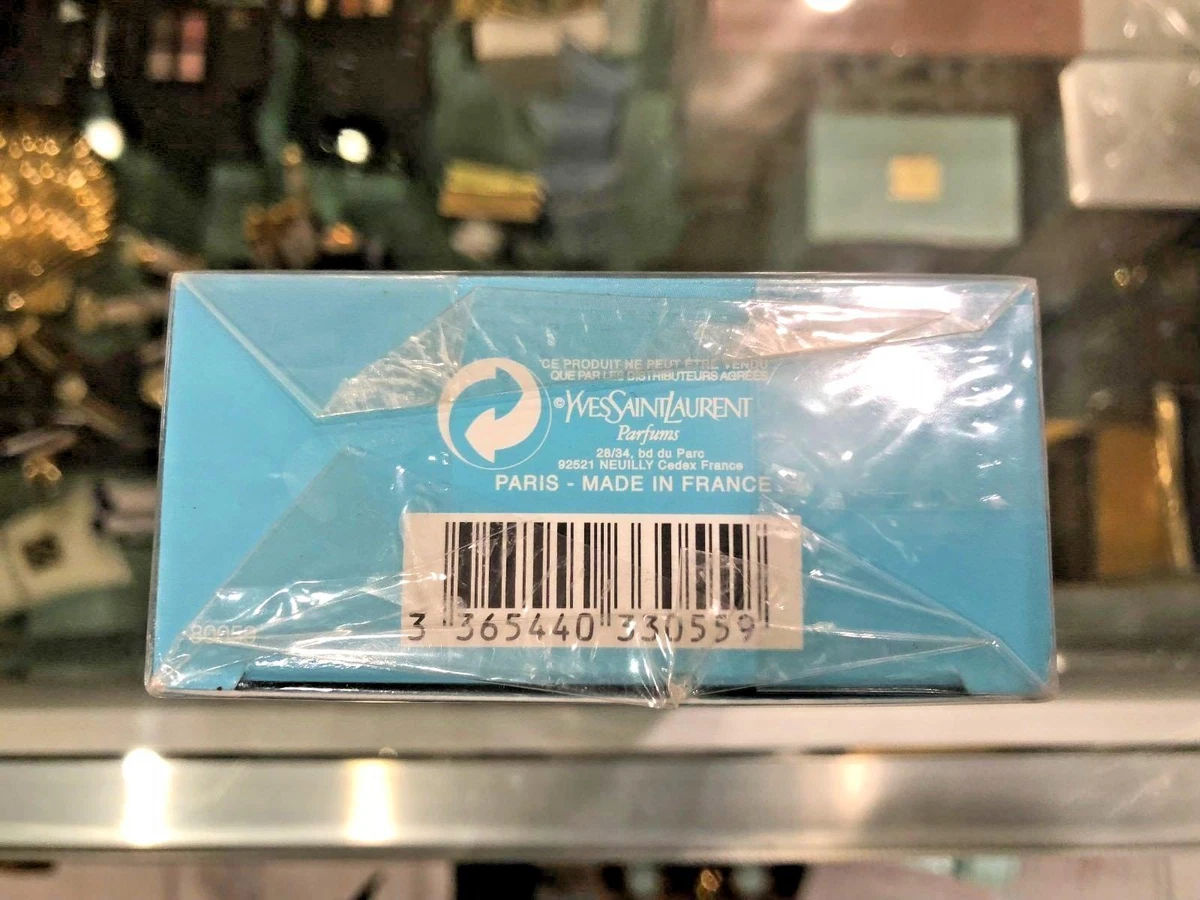 CE PRODUIT NE PEUT ÊTRE VENDU
QUE PAR LES DISTRIBUTEURS AGRÉÉS
©YVESSAINTLAURENT
Parfums
28/34, bd du Parc
92521 NEUILLY Cedex France
PARIS - MADE IN FRANCE
3 365440 330559